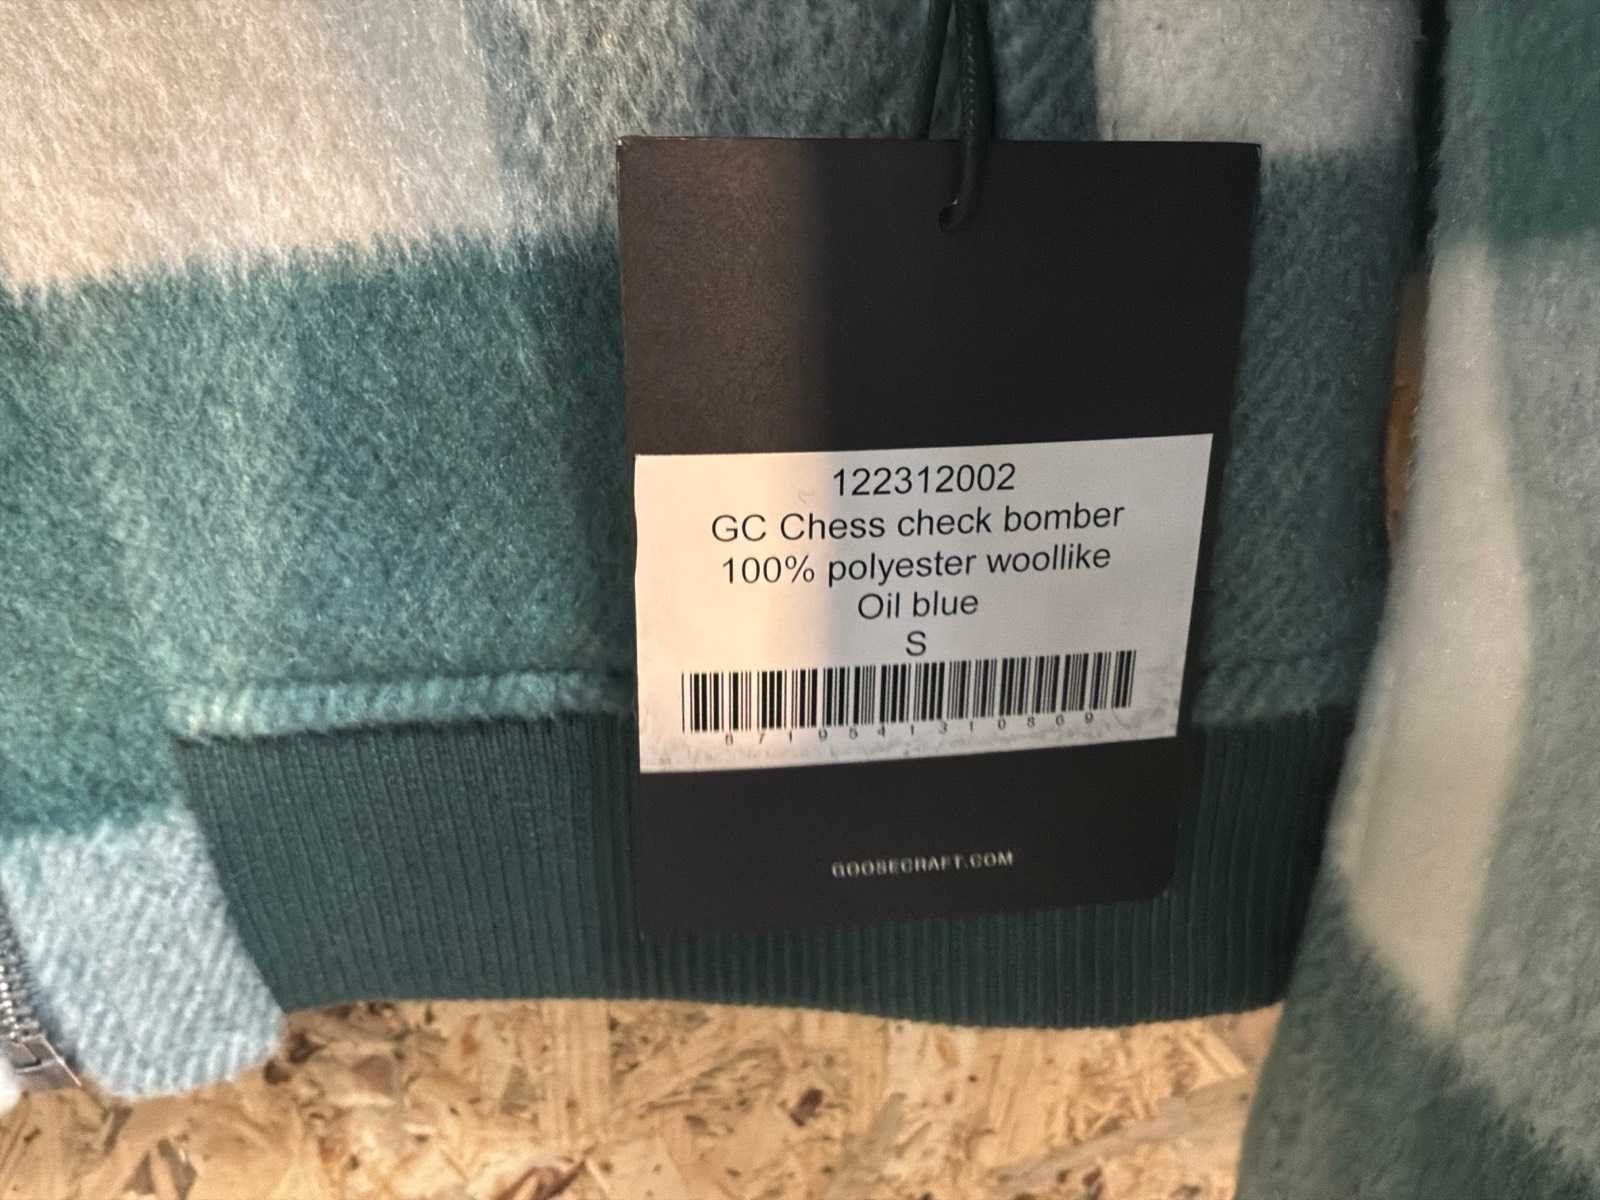 122312002
GC Chess check bomber
100% polyester woollike
Oil blue
S
8719541310869
GOOSECRAFT.COM